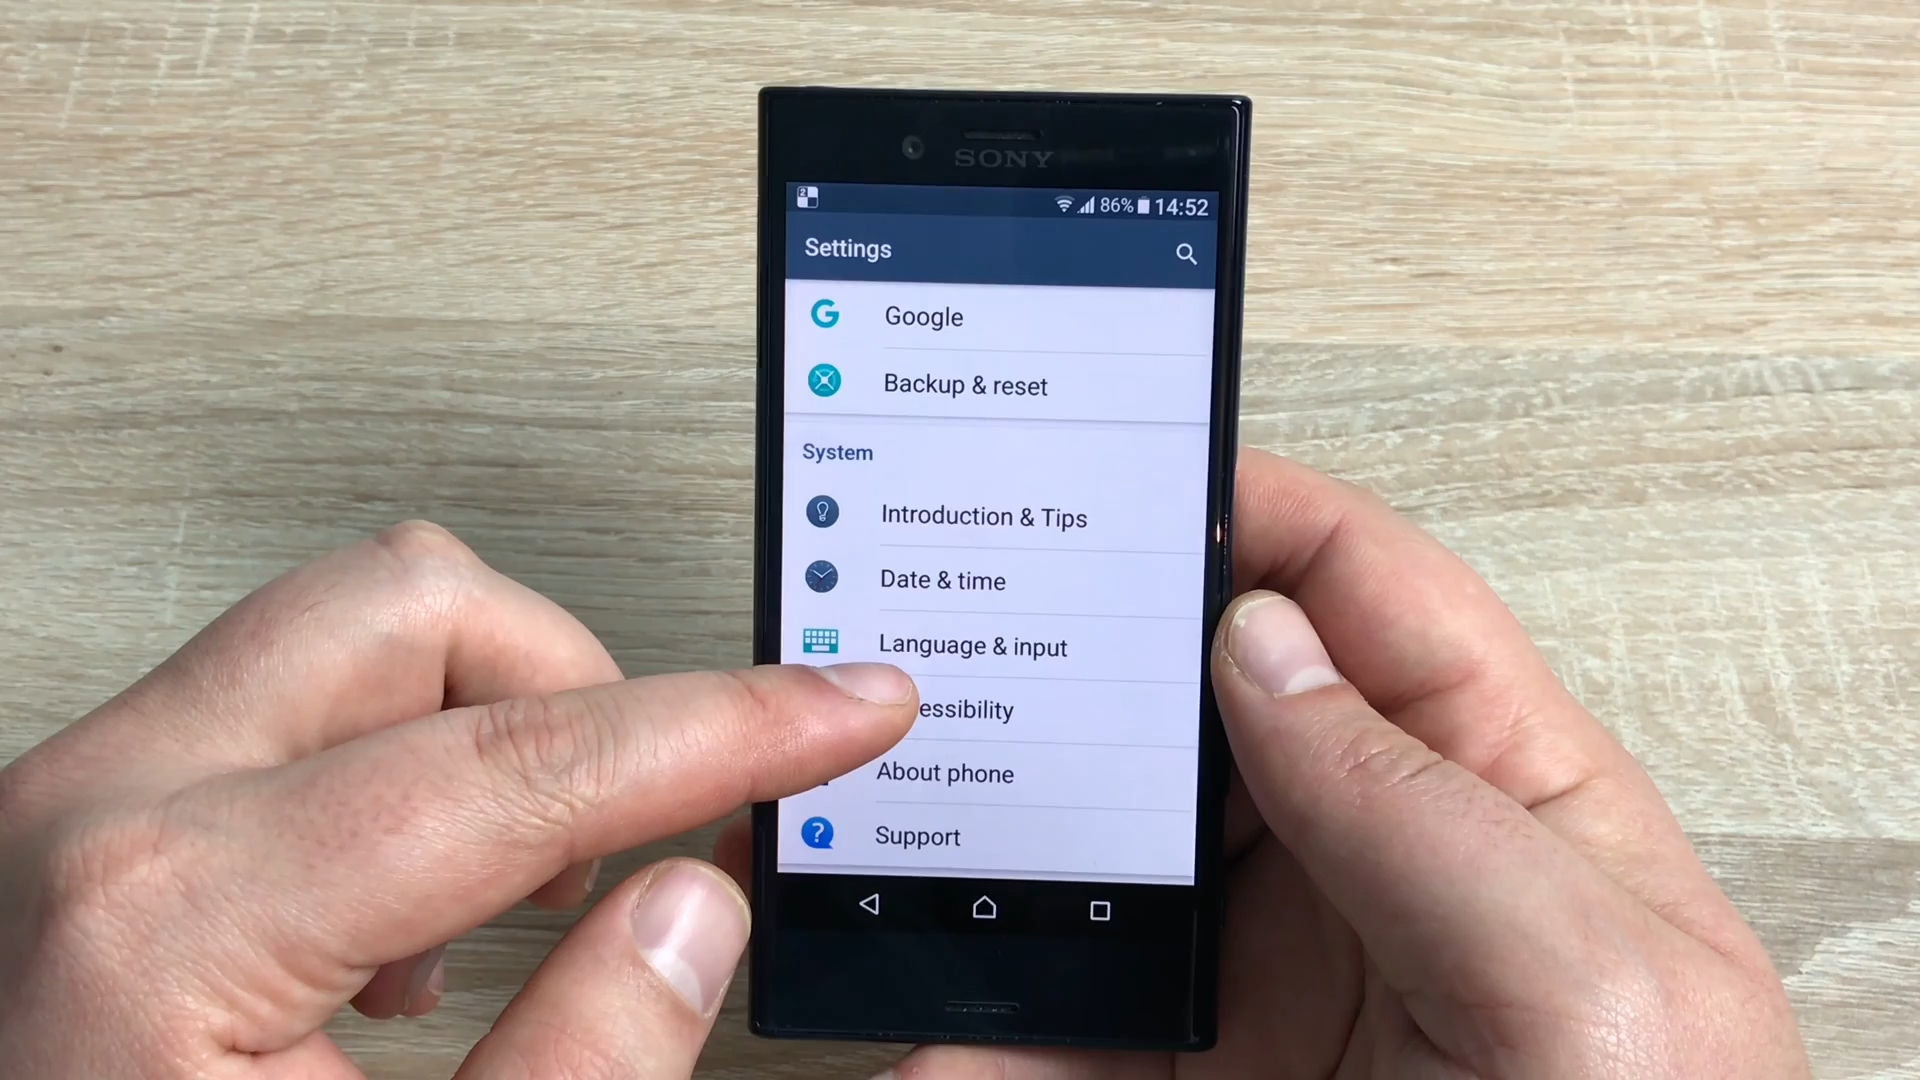 SONY
2
86% 14:52
Settings
Google
Backup & reset
System
Introduction & Tips
Date & time
Language & input
essibility
About phone
Support